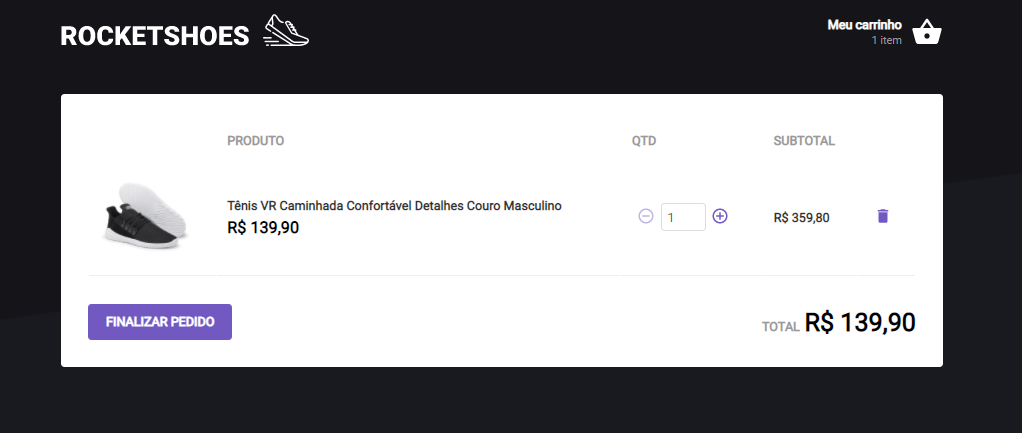 ROCKETSHOES
Meu carrinho
1 item
PRODUTO QTD SUBTOTAL
Tênis VR Caminhada Confortável Detalhes Couro Masculino
R$ 139,90
1
R$ 359,80
FINALIZAR PEDIDO
TOTAL R$ 139,90